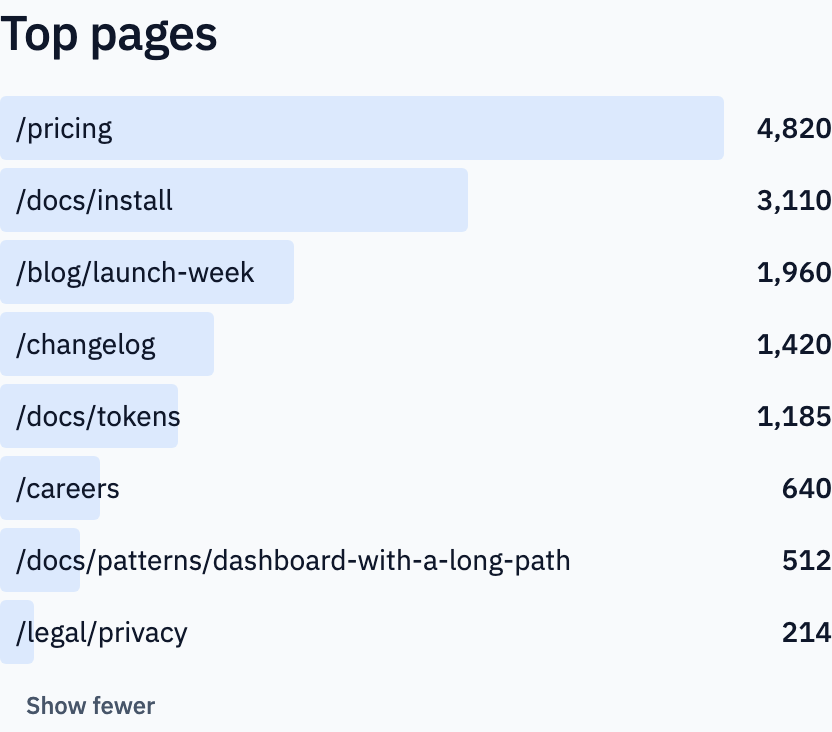 Top pages
/pricing 4,820
/docs/install 3,110
/blog/launch-week 1,960
/changelog 1,420
/docs/tokens 1,185
/careers 640
/docs/patterns/dashboard-with-a-long-path 512
/legal/privacy 214
Show fewer